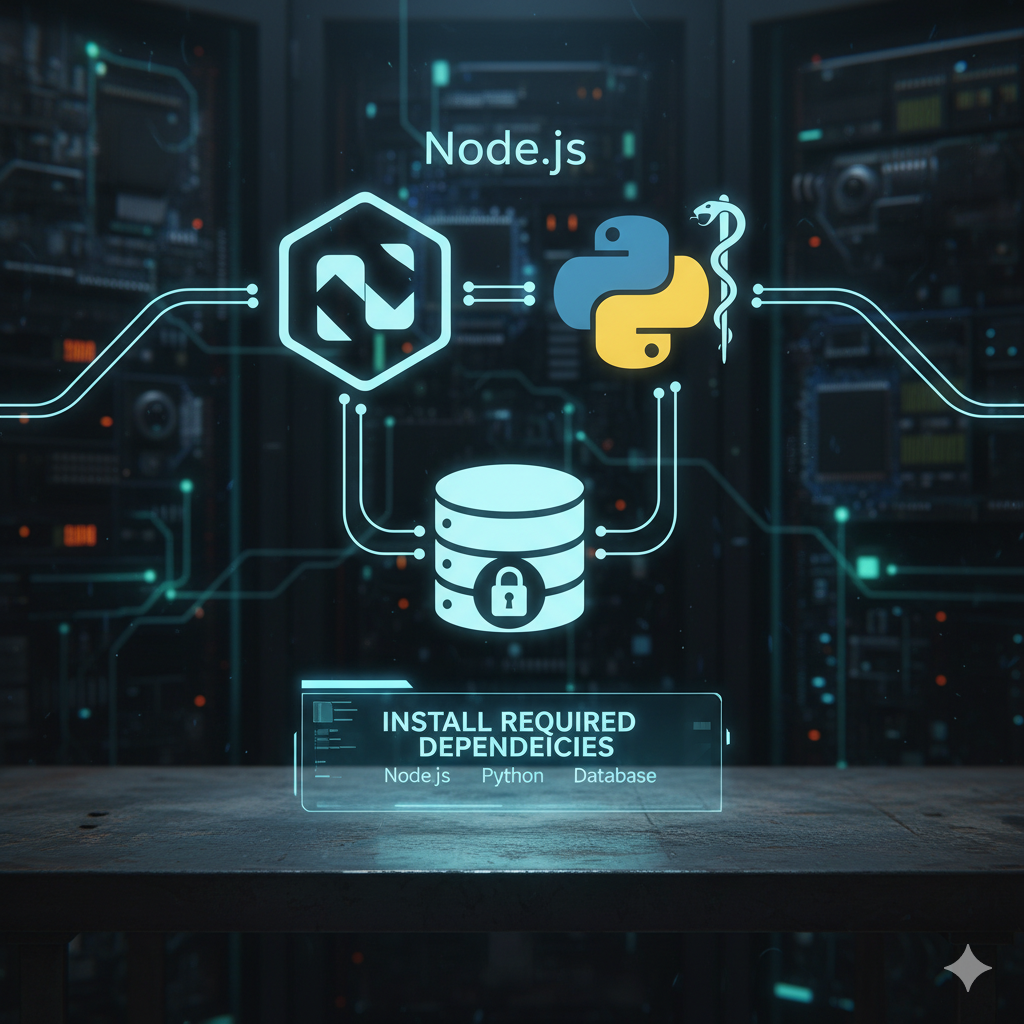 Node.js
INSTALL REQUIRED
DEPENDEICIES
Node.js Python Database